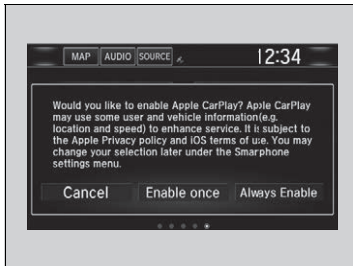 MAP AUDIO SOURCE 12:34
Would you like to enable Apple CarPlay? Apple CarPlay
may use some user and vehicle information(e.g.
location and speed) to enhance service. It is subject to
the Apple Privacy policy and iOS terms of use. You may
change your selection later under the Smarphone
settings menu.
Cancel Enable once Always Enable